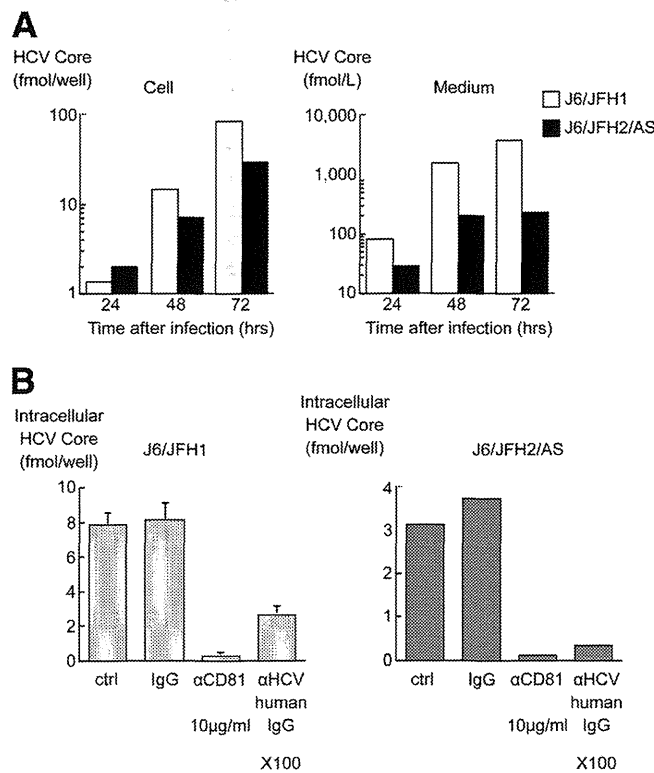 A
HCV Core
(fmol/well)
Cell
100
10
1
24 48 72
Time after infection (hrs)
HCV Core
(fmol/L)
Medium
10,000
1,000
100
10
24 48 72
Time after infection (hrs)
J6/JFH1
J6/JFH2/AS
B
Intracellular
HCV Core
(fmol/well)
J6/JFH1
10
8
6
4
2
0
ctrl IgG αCD81 αHCV
human
10μg/ml IgG
X100
Intracellular
HCV Core
(fmol/well)
J6/JFH2/AS
4
3
2
1
0
ctrl IgG αCD81 αHCV
human
10μg/ml IgG
X100